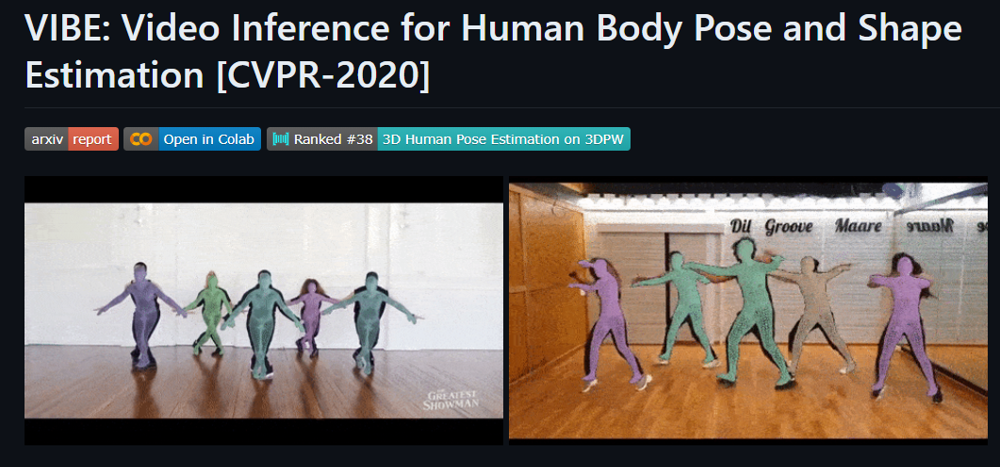 VIBE: Video Inference for Human Body Pose and Shape
Estimation [CVPR-2020]
arxiv report Open in Colab Ranked #38 3D Human Pose Estimation on 3DPW
Dil Groove Maare Maare
THE GREATEST
SHOWMAN